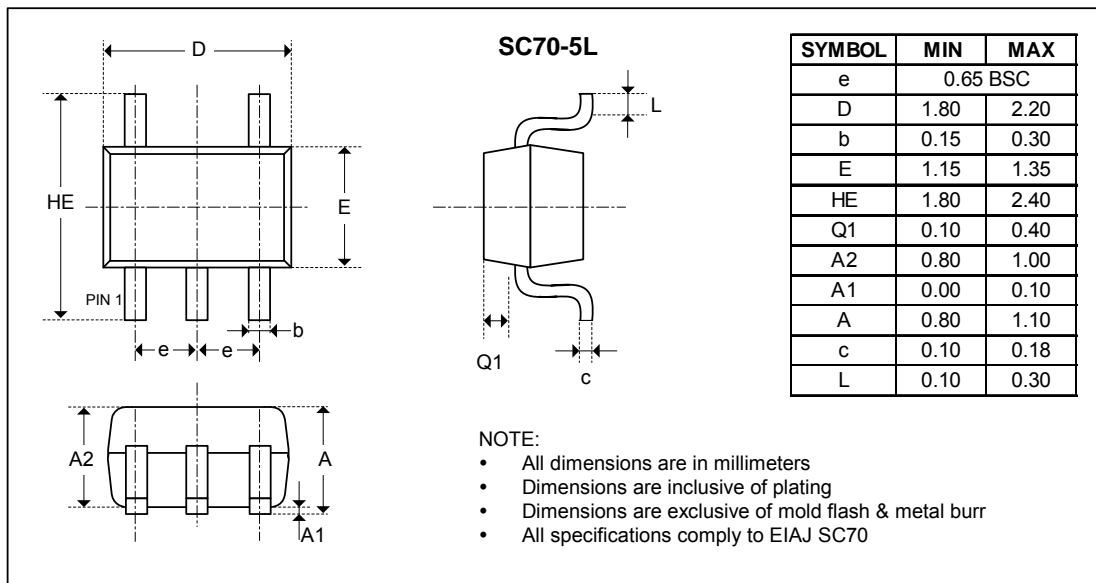 SC70-5L
D
HE
E
PIN 1
b
e e
L
Q1
c
A2
A
A1
SYMBOL MIN MAX
e 0.65 BSC
D 1.80 2.20
b 0.15 0.30
E 1.15 1.35
HE 1.80 2.40
Q1 0.10 0.40
A2 0.80 1.00
A1 0.00 0.10
A 0.80 1.10
c 0.10 0.18
L 0.10 0.30
NOTE:
• All dimensions are in millimeters
• Dimensions are inclusive of plating
• Dimensions are exclusive of mold flash & metal burr
• All specifications comply to EIAJ SC70